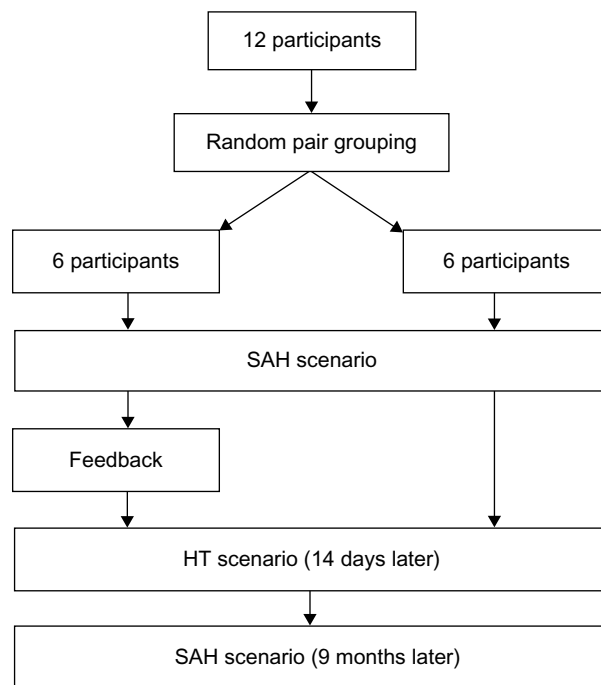 12 participants
Random pair grouping
6 participants
6 participants
SAH scenario
Feedback
HT scenario (14 days later)
SAH scenario (9 months later)